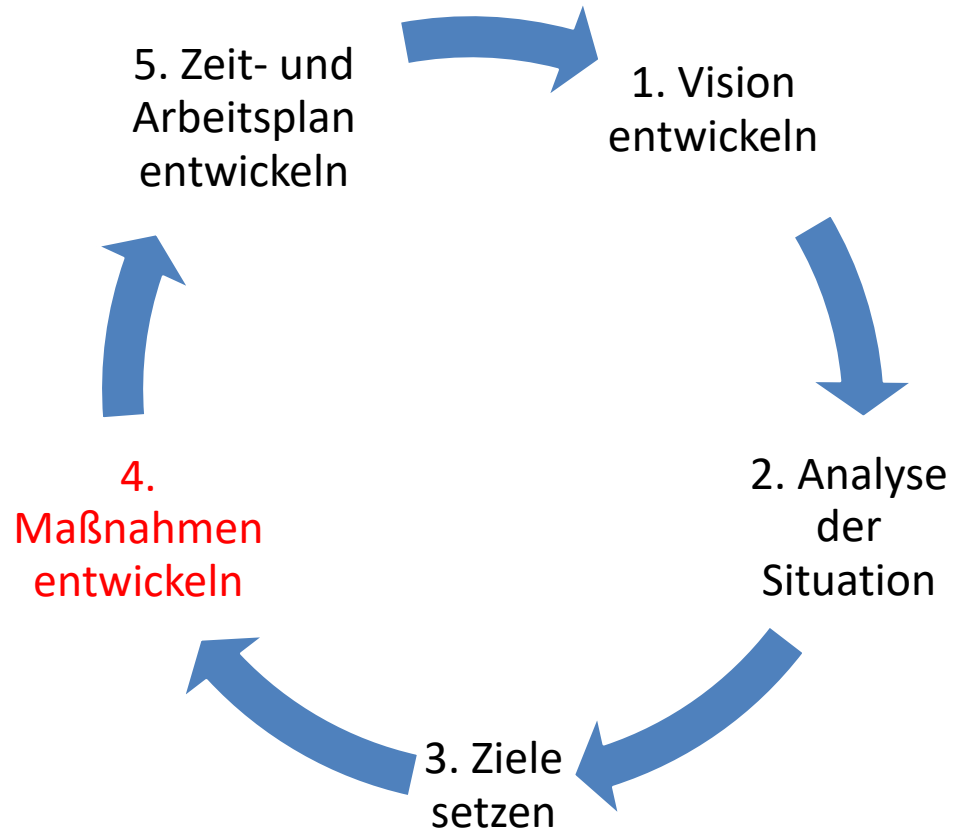 1. Vision
entwickeln
2. Analyse
der
Situation
3. Ziele
setzen
4.
Maßnahmen
entwickeln
5. Zeit- und
Arbeitsplan
entwickeln